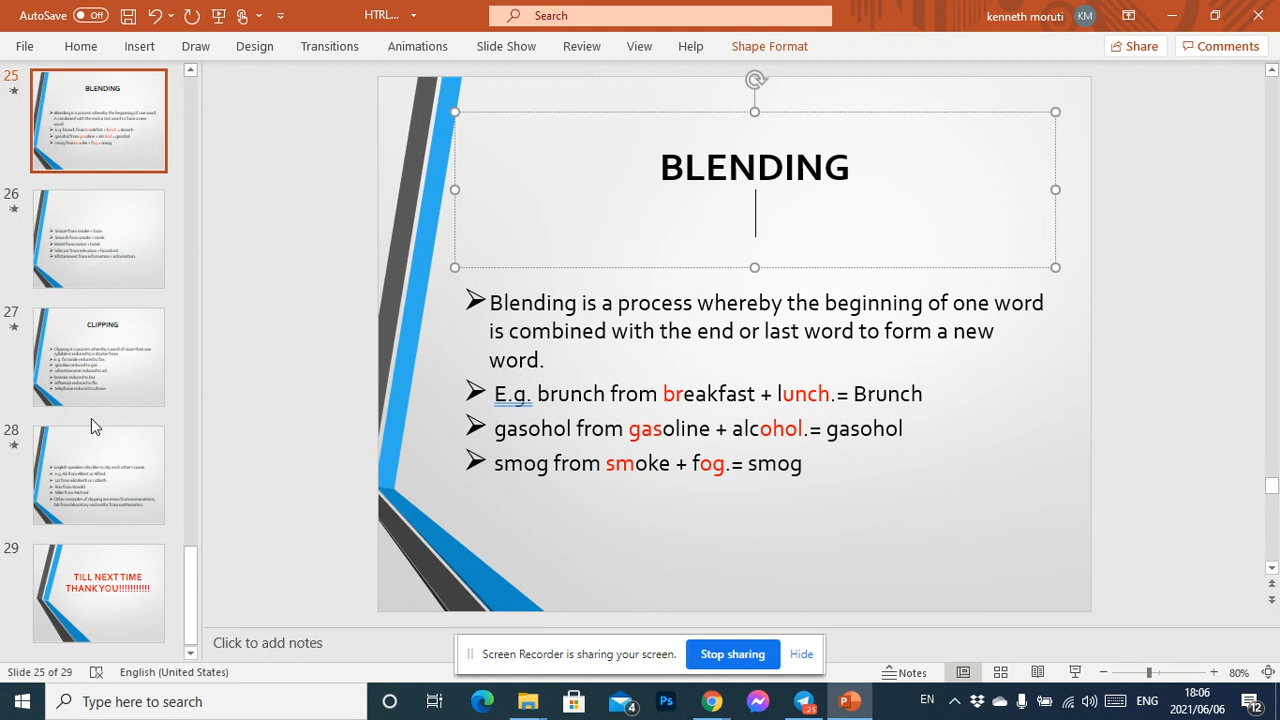 AutoSave Off HTRL... Search kenneth moruti KM
File Home Insert Draw Design Transitions Animations Slide Show Review View Help Shape Format Share Comments
25
BLENDING
26
27
CLIPPING
28
29
TILL NEXT TIME
THANK YOU!!!!!!!!!!!
BLENDING
Blending is a process whereby the beginning of one word
is combined with the end or last word to form a new
word.
E.g. brunch from breakfast + lunch.= Brunch
gasohol from gasoline + alcohol.= gasohol
smog from smoke + fog.= smog
Click to add notes
Screen Recorder is sharing your screen. Stop sharing Hide
Slide 25 of 29 English (United States) Notes 80%
Type here to search 4 Ps 25 EN ENG 18:06 2021/06/06 12